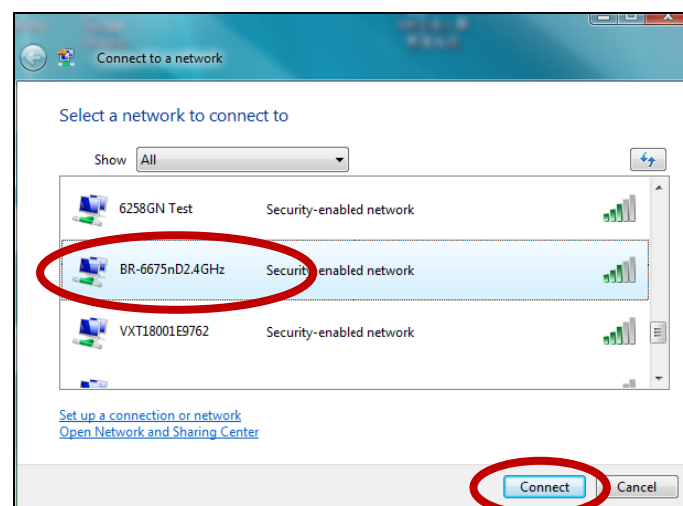 Connect to a network
Select a network to connect to
Show All
6258GN Test Security-enabled network
BR-6675nD2.4GHz Security-enabled network
VXT18001E9762 Security-enabled network
Set up a connection or network
Open Network and Sharing Center
Connect Cancel